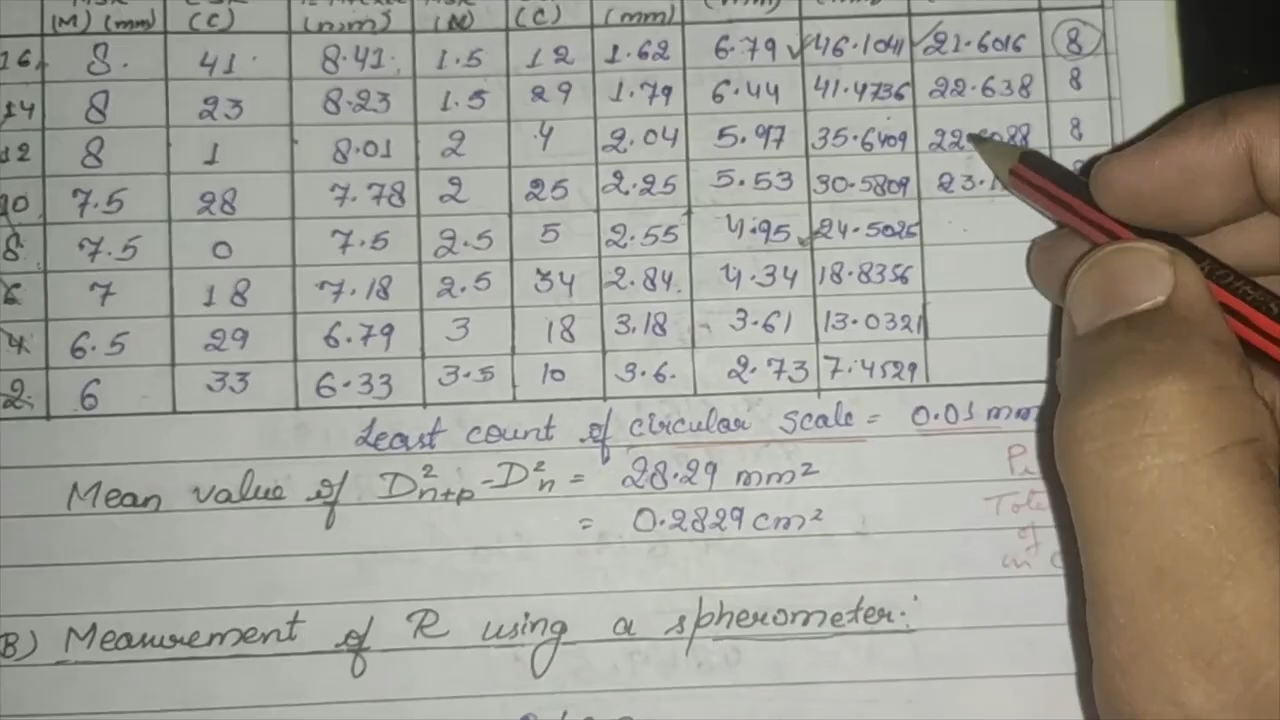 (M) (mm) (C) (mm) (N) (C) (mm)
16 8 41 8.41 1.5 12 1.62 6.79 46.1041 21.6016 8
14 8 23 8.23 1.5 29 1.79 6.44 41.4736 22.638 8
12 8 1 8.01 2 4 2.04 5.97 35.6409 8
10 7.5 28 7.78 2 25 2.25 5.53 30.5809
8 7.5 0 7.5 2.5 5 2.55 4.95 24.5025
6 7 18 7.18 2.5 34 2.84 4.34 18.8356
4 6.5 29 6.79 3 18 3.18 3.61 13.0321
2 6 33 6.33 3.5 10 3.6 2.73 7.4529
Least count of circular scale = 0.01 mm
Mean value of D²n+p - D²n = 28.29 mm²
= 0.2829 cm²
B) Measurement of R using a spherometer: